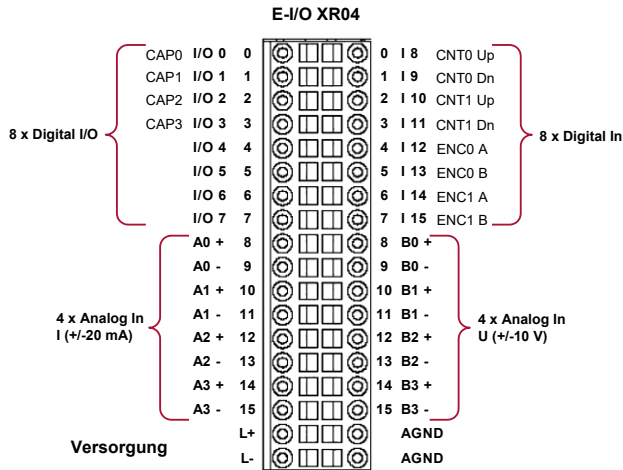 E-I/O XR04
CAP0 I/O 0 0 0 I 8 CNT0 Up
CAP1 I/O 1 1 1 I 9 CNT0 Dn
CAP2 I/O 2 2 2 I 10 CNT1 Up
CAP3 I/O 3 3 3 I 11 CNT1 Dn
8 x Digital I/O 8 x Digital In
I/O 4 4 4 I 12 ENC0 A
I/O 5 5 5 I 13 ENC0 B
I/O 6 6 6 I 14 ENC1 A
I/O 7 7 7 I 15 ENC1 B
A0 + 8 8 B0 +
A0 - 9 9 B0 -
A1 + 10 10 B1 +
A1 - 11 11 B1 -
4 x Analog In 4 x Analog In
I (+/-20 mA) U (+/-10 V)
A2 + 12 12 B2 +
A2 - 13 13 B2 -
A3 + 14 14 B3 +
A3 - 15 15 B3 -
Versorgung
L+ AGND
L- AGND